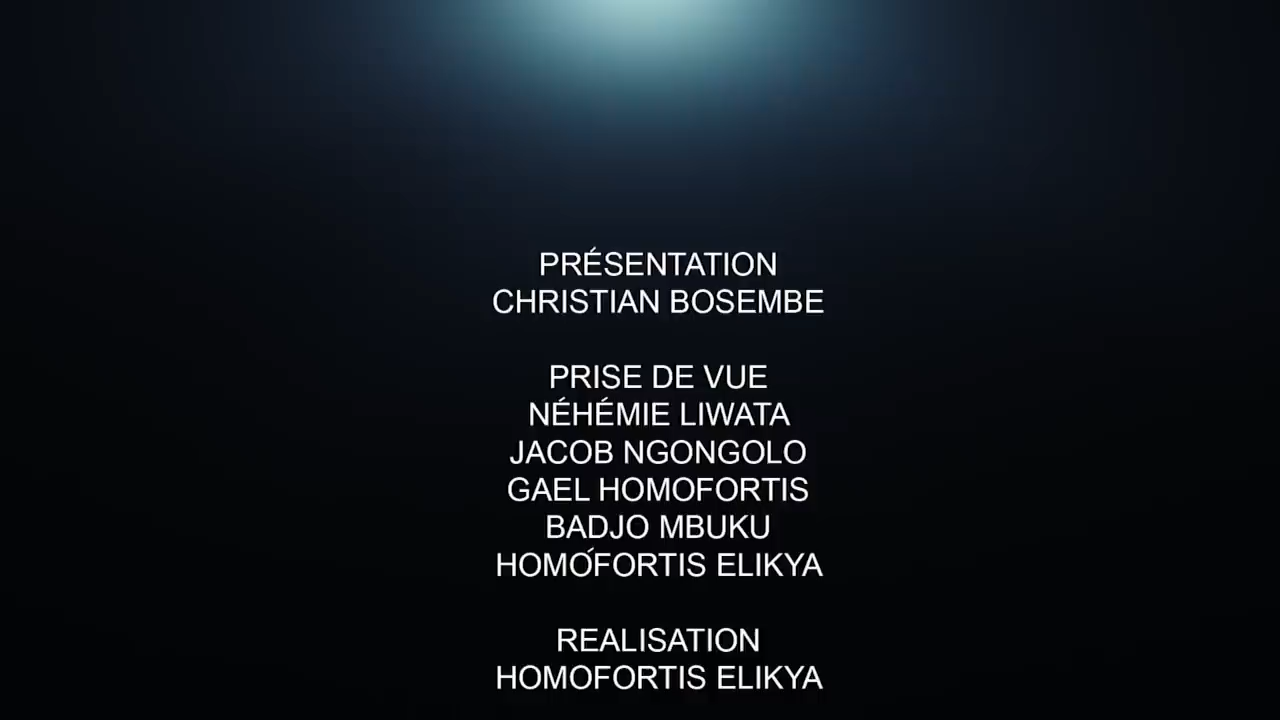 PRÉSENTATION
CHRISTIAN BOSEMBE
PRISE DE VUE
NÉHÉMIE LIWATA
JACOB NGONGOLO
GAEL HOMOFORTIS
BADJO MBUKU
HOMÓFORTIS ELIKYA
REALISATION
HOMOFORTIS ELIKYA